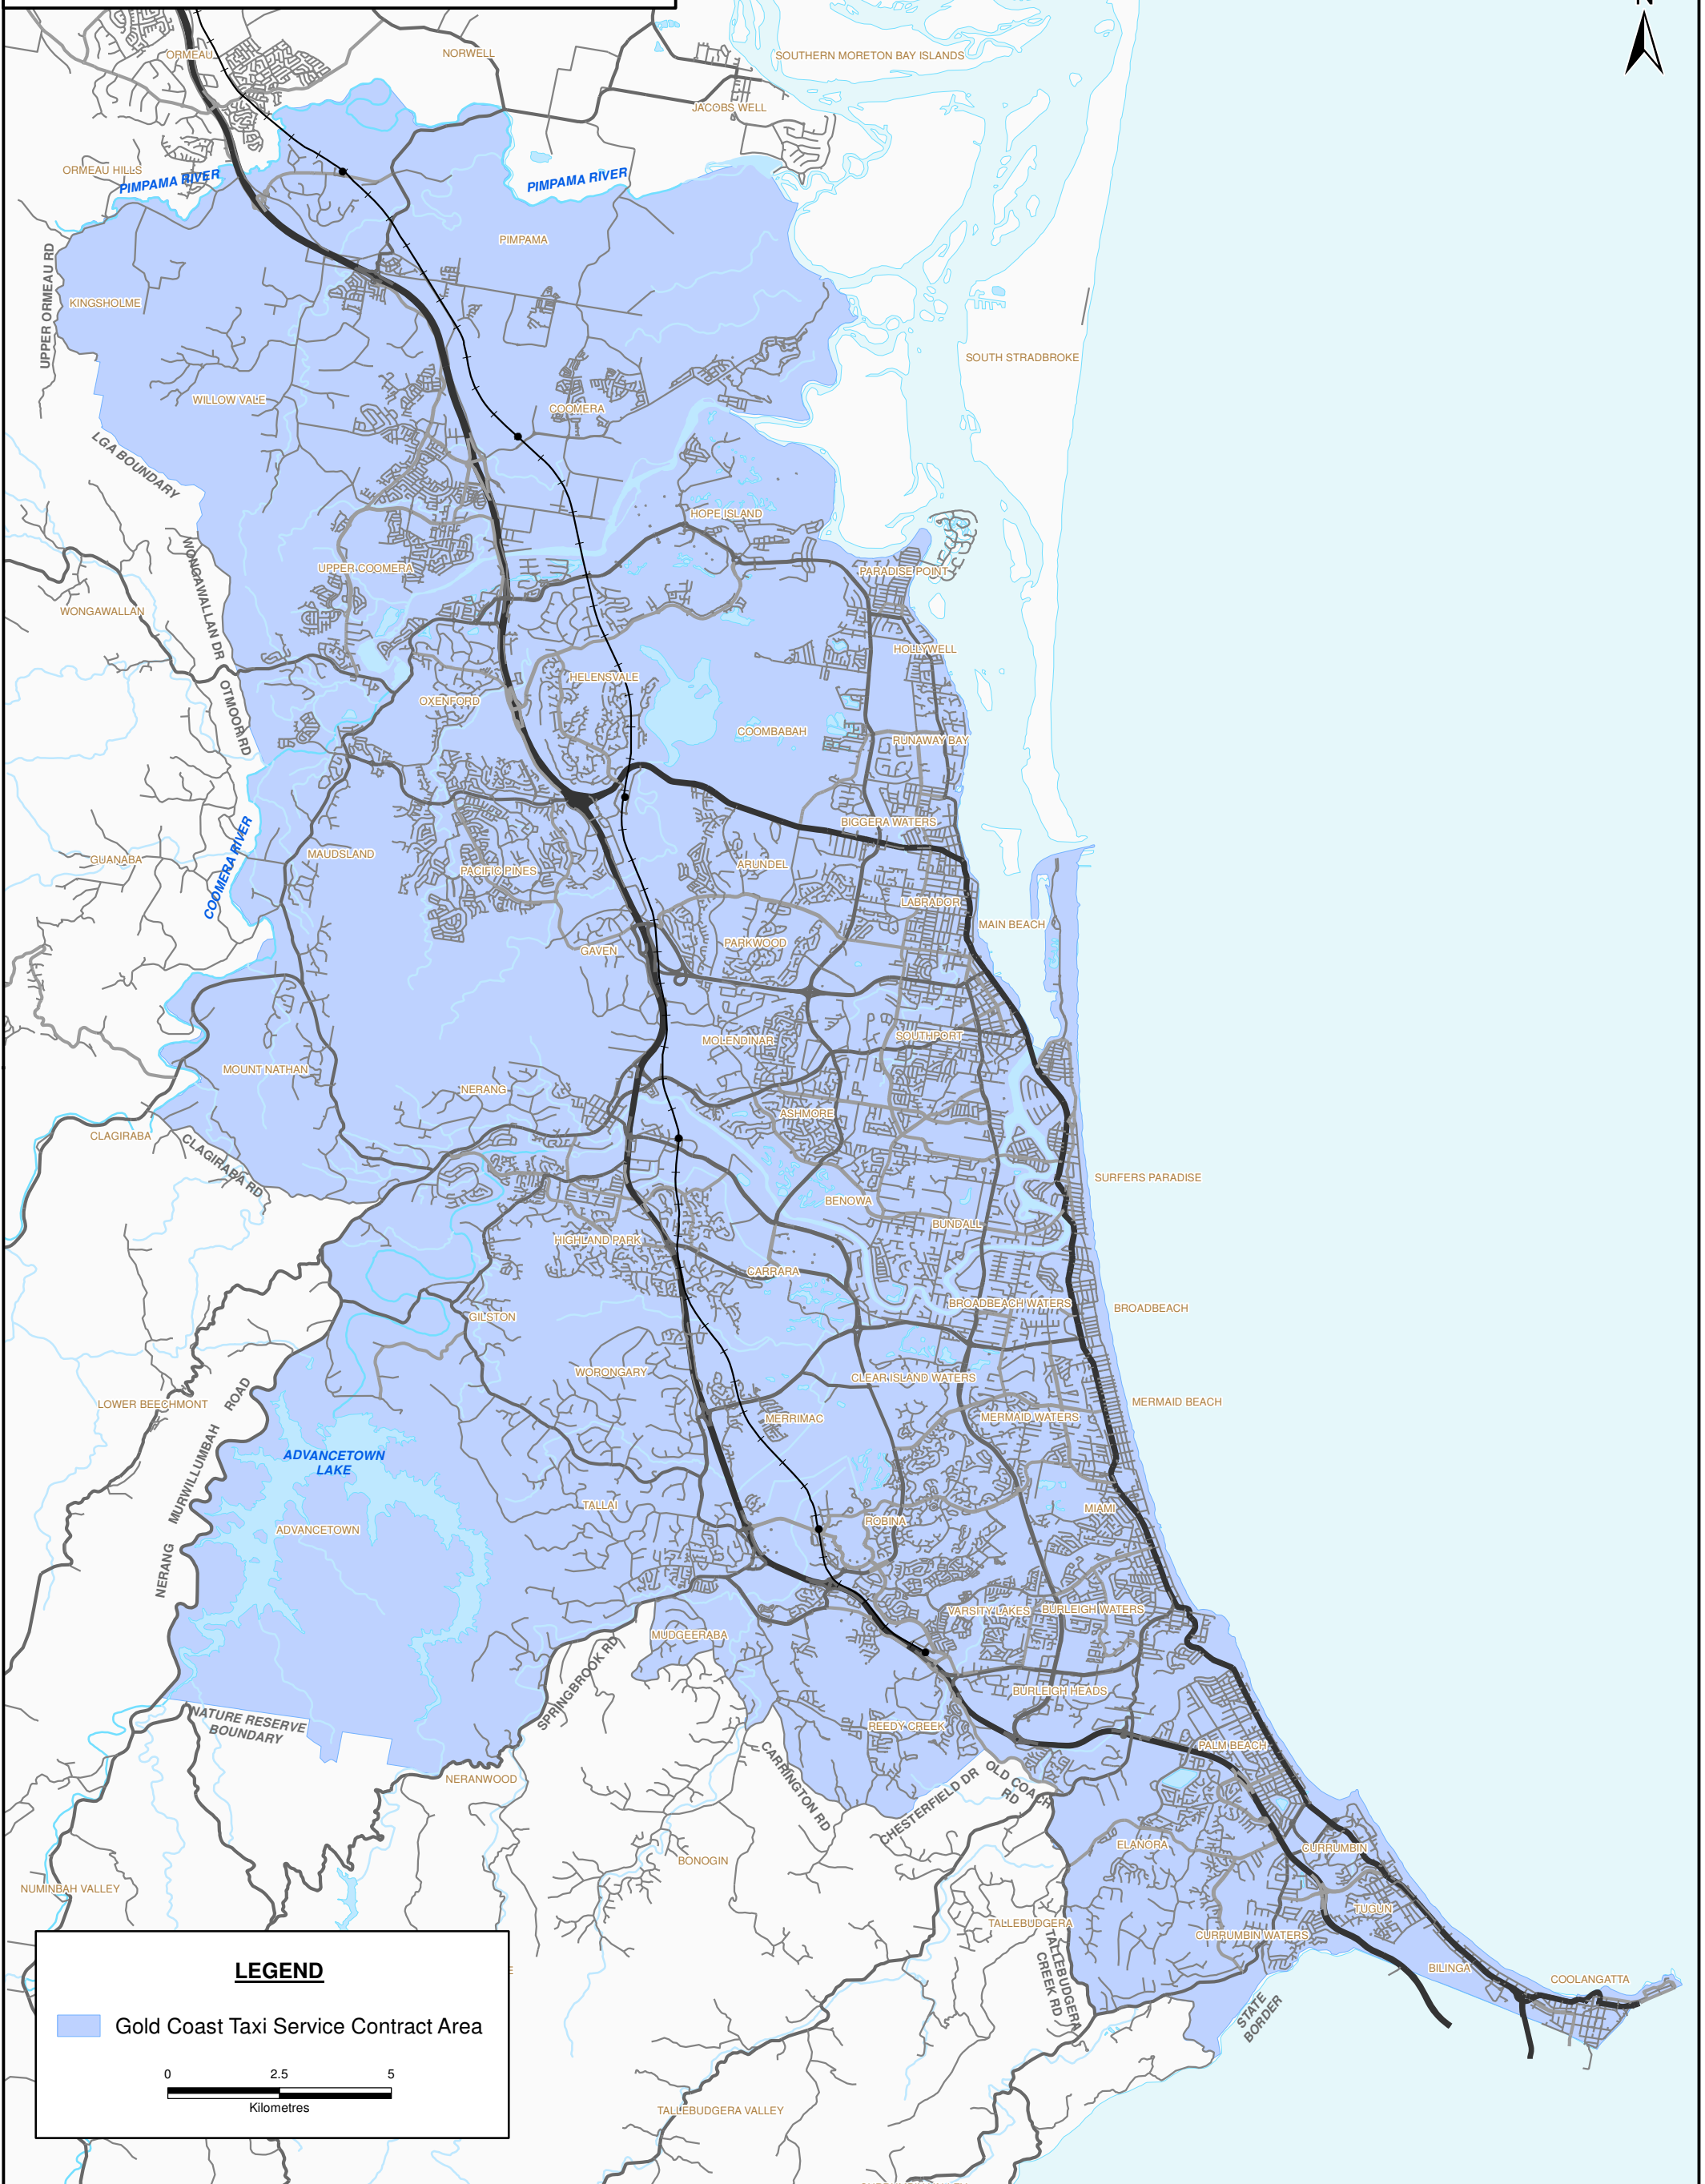 N
ORMEAU
NORWELL
SOUTHERN MORETON BAY ISLANDS
JACOBS WELL
ORMEAU HILLS
PIMPAMA RIVER
PIMPAMA RIVER
PIMPAMA
UPPER ORMEAU RD
KINGSHOLME
SOUTH STRADBROKE
WILLOW VALE
COOMERA
LGA BOUNDARY
HOPE ISLAND
WONGAWALLAN DR
UPPER COOMERA
PARADISE POINT
WONGAWALLAN
HOLLYWELL
HELENSVALE
OTMOOR RD
OXENFORD
COOMBABAH
RUNAWAY BAY
BIGGERA WATERS
COOMERA RIVER
GUANABA
MAUDSLAND
PACIFIC PINES
ARUNDEL
LABRADOR
MAIN BEACH
GAVEN
PARKWOOD
MOLENDINAR
SOUTHPORT
MOUNT NATHAN
NERANG
ASHMORE
CLAGIRABA
CLAGIRABA RD
SURFERS PARADISE
BENOWA
BUNDALL
HIGHLAND PARK
CARRARA
BROADBEACH WATERS
BROADBEACH
GILSTON
WORONGARY
CLEAR ISLAND WATERS
LOWER BEECHMONT
NERANG MURWILLUMBAH ROAD
MERRIMAC
MERMAID WATERS
MERMAID BEACH
ADVANCETOWN
LAKE
TALLAI
MIAMI
ROBINA
ADVANCETOWN
VARSITY LAKES
BURLEIGH WATERS
MUDGEERABA
SPRINGBROOK RD
BURLEIGH HEADS
NATURE RESERVE
BOUNDARY
REEDY CREEK
PALM BEACH
NERANWOOD
CARRINGTON RD
CHESTERFIELD DR
OLD COACH
RD
ELANORA
CURRUMBIN
BONOGIN
NUMINBAH VALLEY
TUGUN
TALLEBUDGERA
CURRUMBIN WATERS
TALLEBUDGERA
CREEK RD
BILINGA
COOLANGATTA
STATE
BORDER
TALLEBUDGERA VALLEY
LEGEND
Gold Coast Taxi Service Contract Area
0 2.5 5
Kilometres